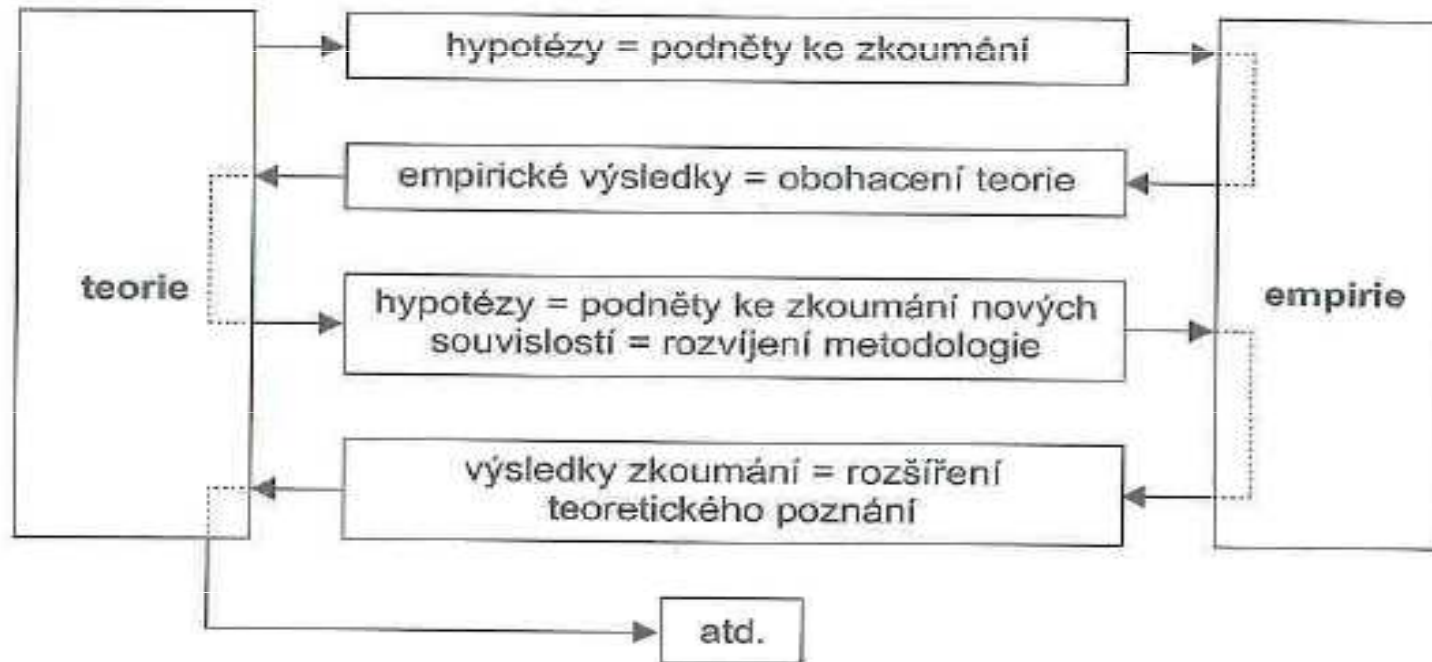 hypotézy = podněty ke zkoumání
empirické výsledky = obohacení teorie
teorie
hypotézy = podněty ke zkoumání nových
souvislostí = rozvíjení metodologie
empirie
výsledky zkoumání = rozšíření
teoretického poznání
atd.